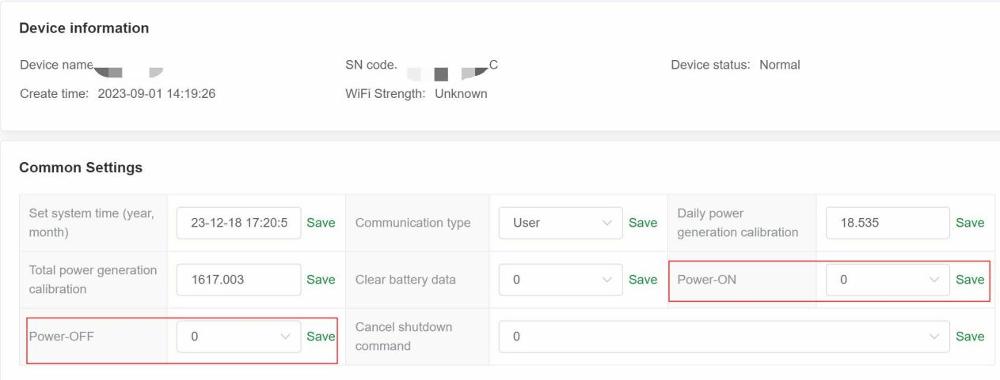 Device information
Device name
SN code.
C
Device status: Normal
Create time: 2023-09-01 14:19:26
WiFi Strength: Unknown
Common Settings
Set system time (year,
month)
23-12-18 17:20:5
Save
Communication type
User
Save
Daily power
generation calibration
18.535
Save
Total power generation
calibration
1617.003
Save
Clear battery data
0
Save
Power-ON
0
Save
Power-OFF
0
Save
Cancel shutdown
command
0
Save